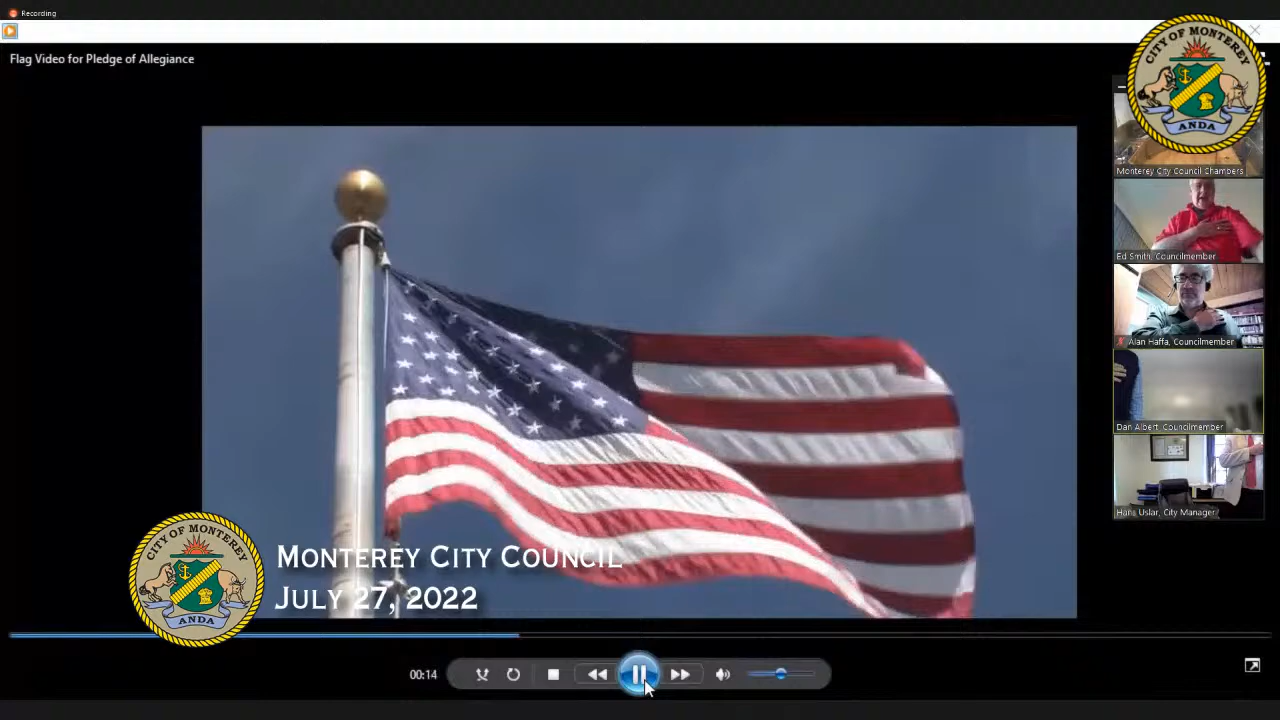 Recording
Flag Video for Pledge of Allegiance
CITY OF MONTEREY
ANDA
Monterey City Council Chambers
Ed Smith, Councilmember
Alan Haffa, Councilmember
Dan Albert, Councilmember
Hans Uslar, City Manager
CITY OF MONTEREY
ANDA
Monterey City Council
July 27, 2022
00:14